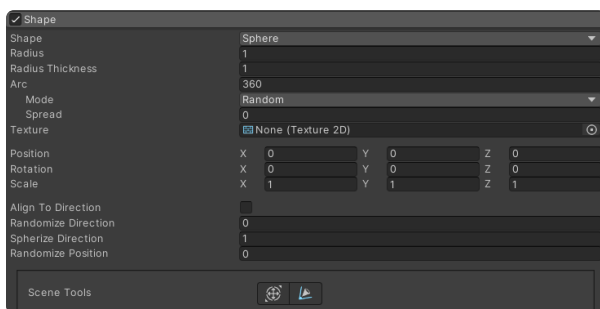 Shape
Shape Sphere
Radius 1
Radius Thickness 1
Arc 360
Mode Random
Spread 0
Texture None (Texture 2D)
Position X 0 Y 0 Z 0
Rotation X 0 Y 0 Z 0
Scale X 1 Y 1 Z 1
Align To Direction
Randomize Direction 0
Spherize Direction 1
Randomize Position 0
Scene Tools